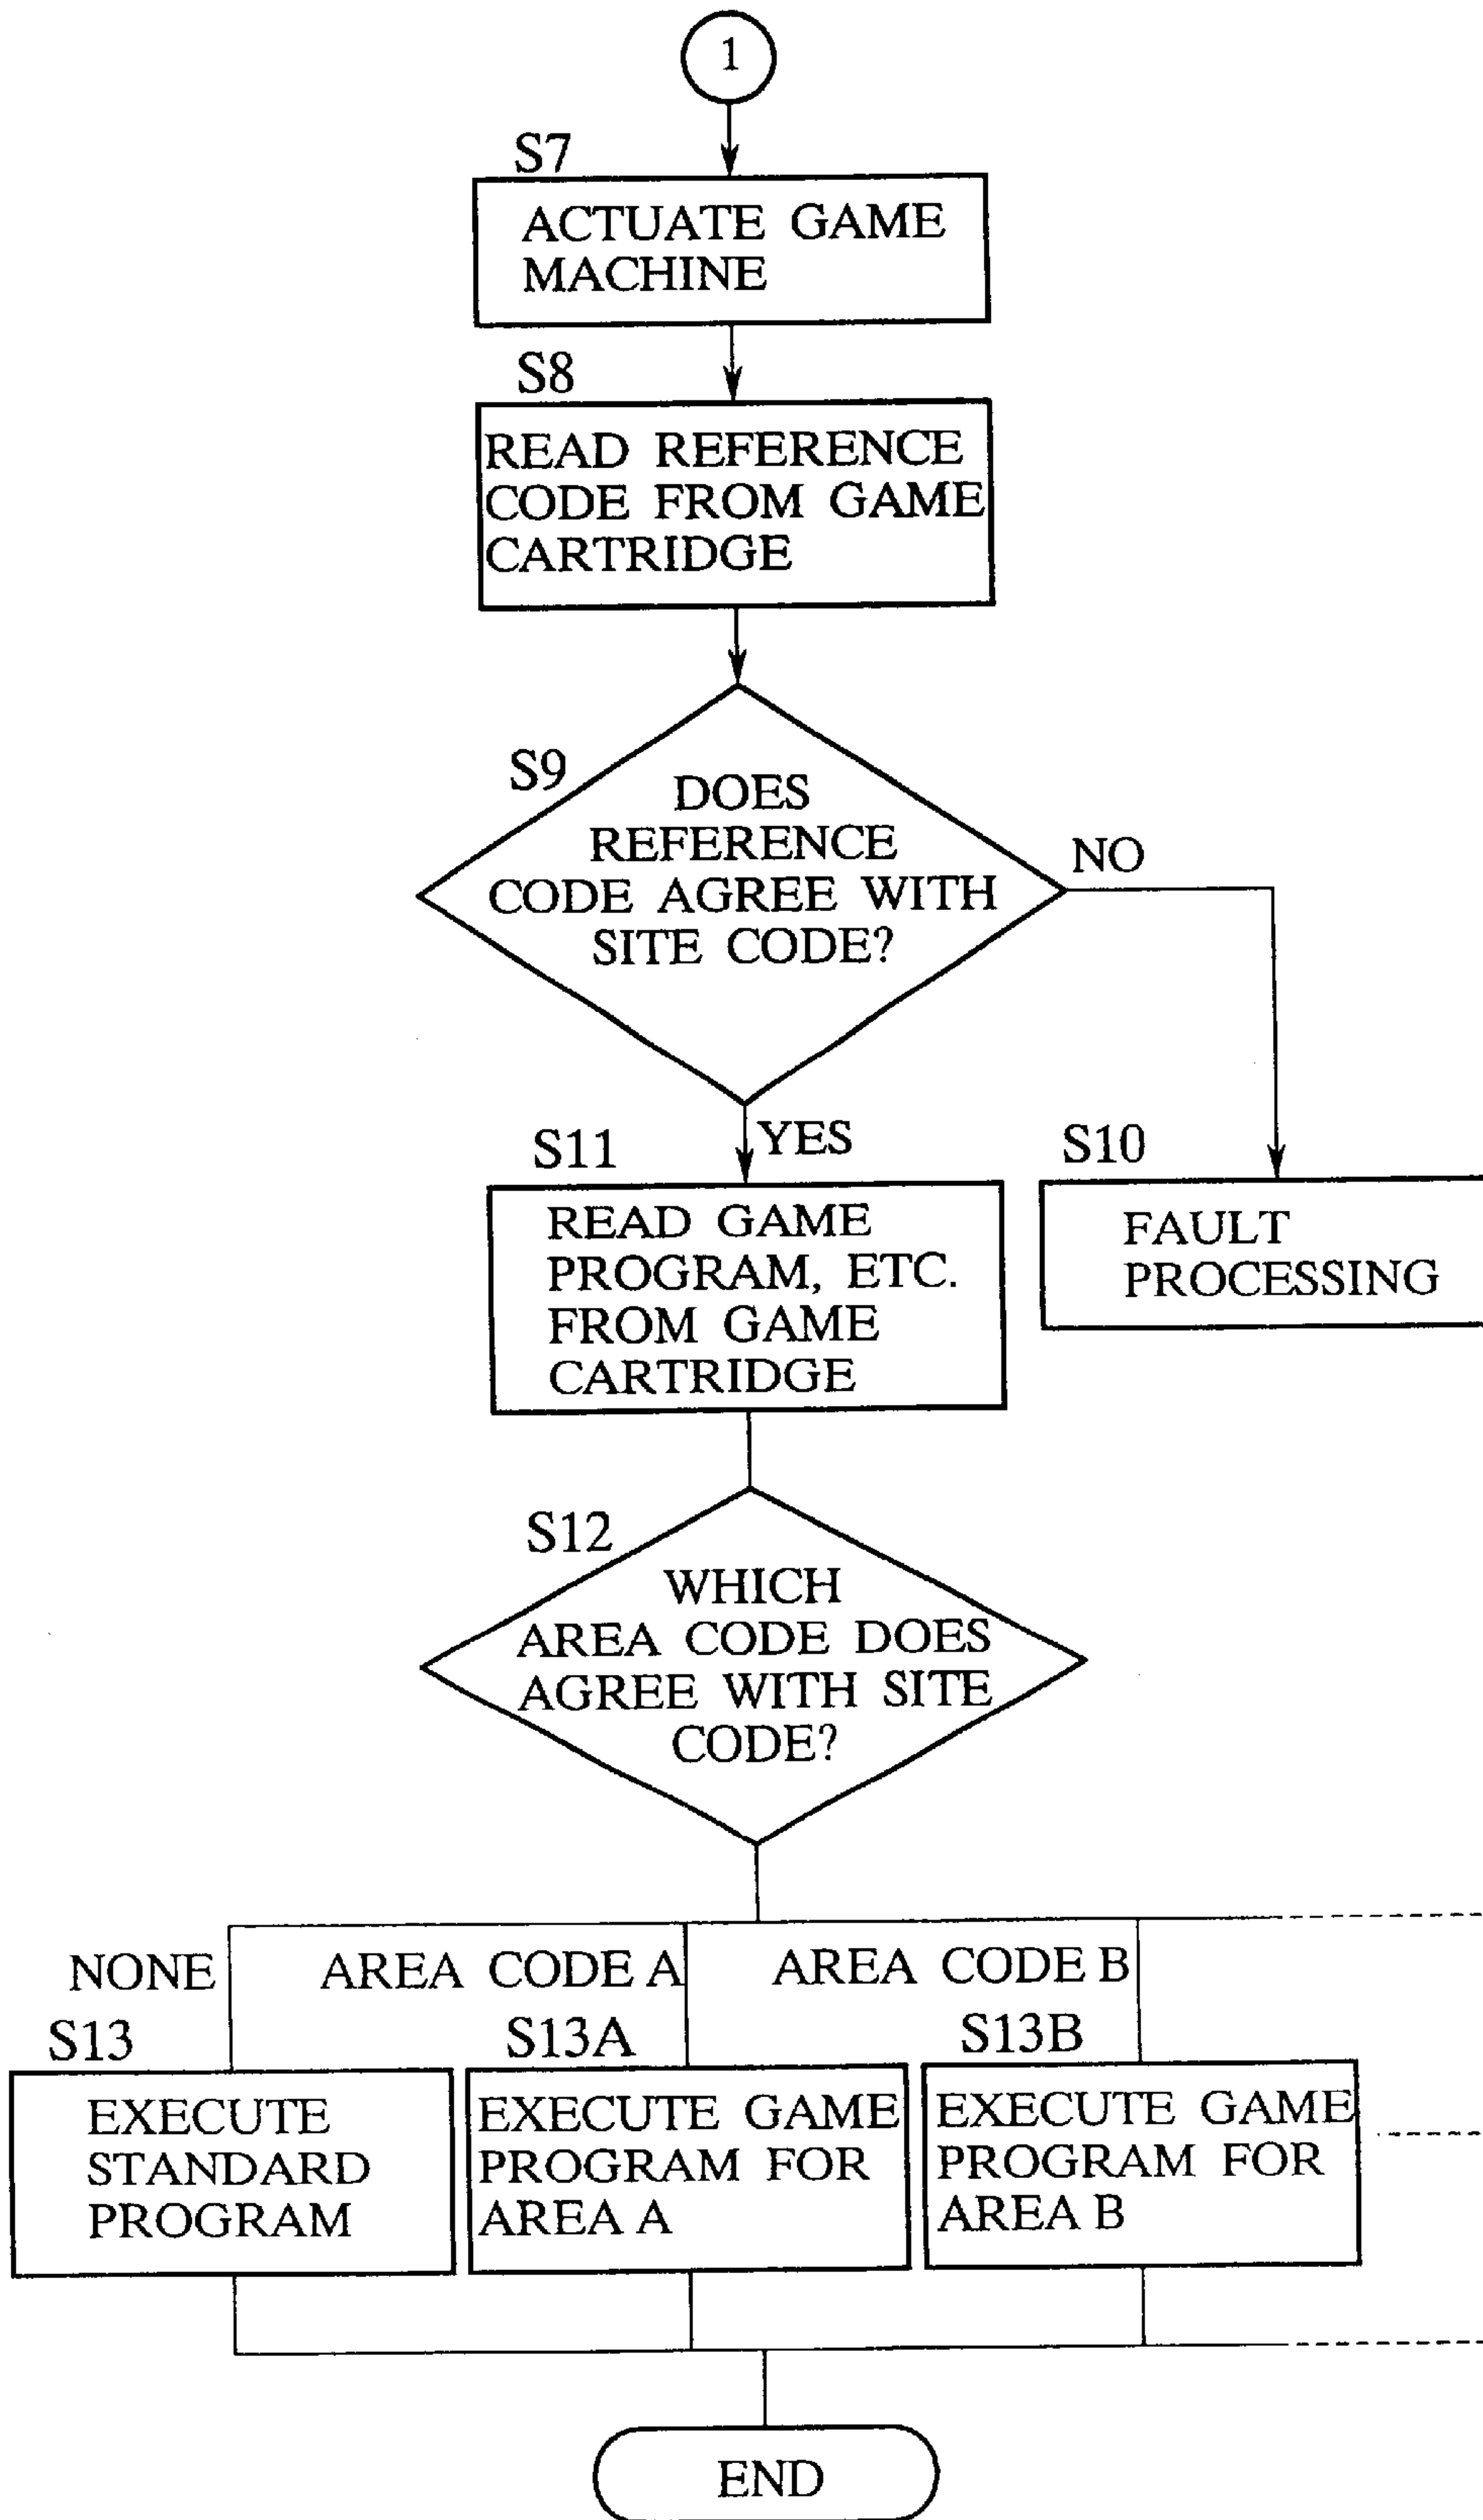 1
S7
ACTUATE GAME
MACHINE
S8
READ REFERENCE
CODE FROM GAME
CARTRIDGE
S9
DOES
REFERENCE
CODE AGREE WITH
SITE CODE?
NO
YES
S11
READ GAME
PROGRAM, ETC.
FROM GAME
CARTRIDGE
S10
FAULT
PROCESSING
S12
WHICH
AREA CODE DOES
AGREE WITH SITE
CODE?
NONE
AREA CODE A
AREA CODE B
S13
EXECUTE
STANDARD
PROGRAM
S13A
EXECUTE GAME
PROGRAM FOR
AREA A
S13B
EXECUTE GAME
PROGRAM FOR
AREA B
END